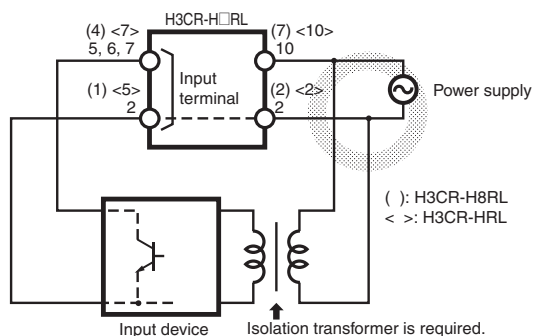 H3CR-H□RL
(4) <7>
5, 6, 7
(7) <10>
10
Input
terminal
(1) <5>
2
(2) <2>
2
Power supply
( ): H3CR-H8RL
< >: H3CR-HRL
Input device
Isolation transformer is required.